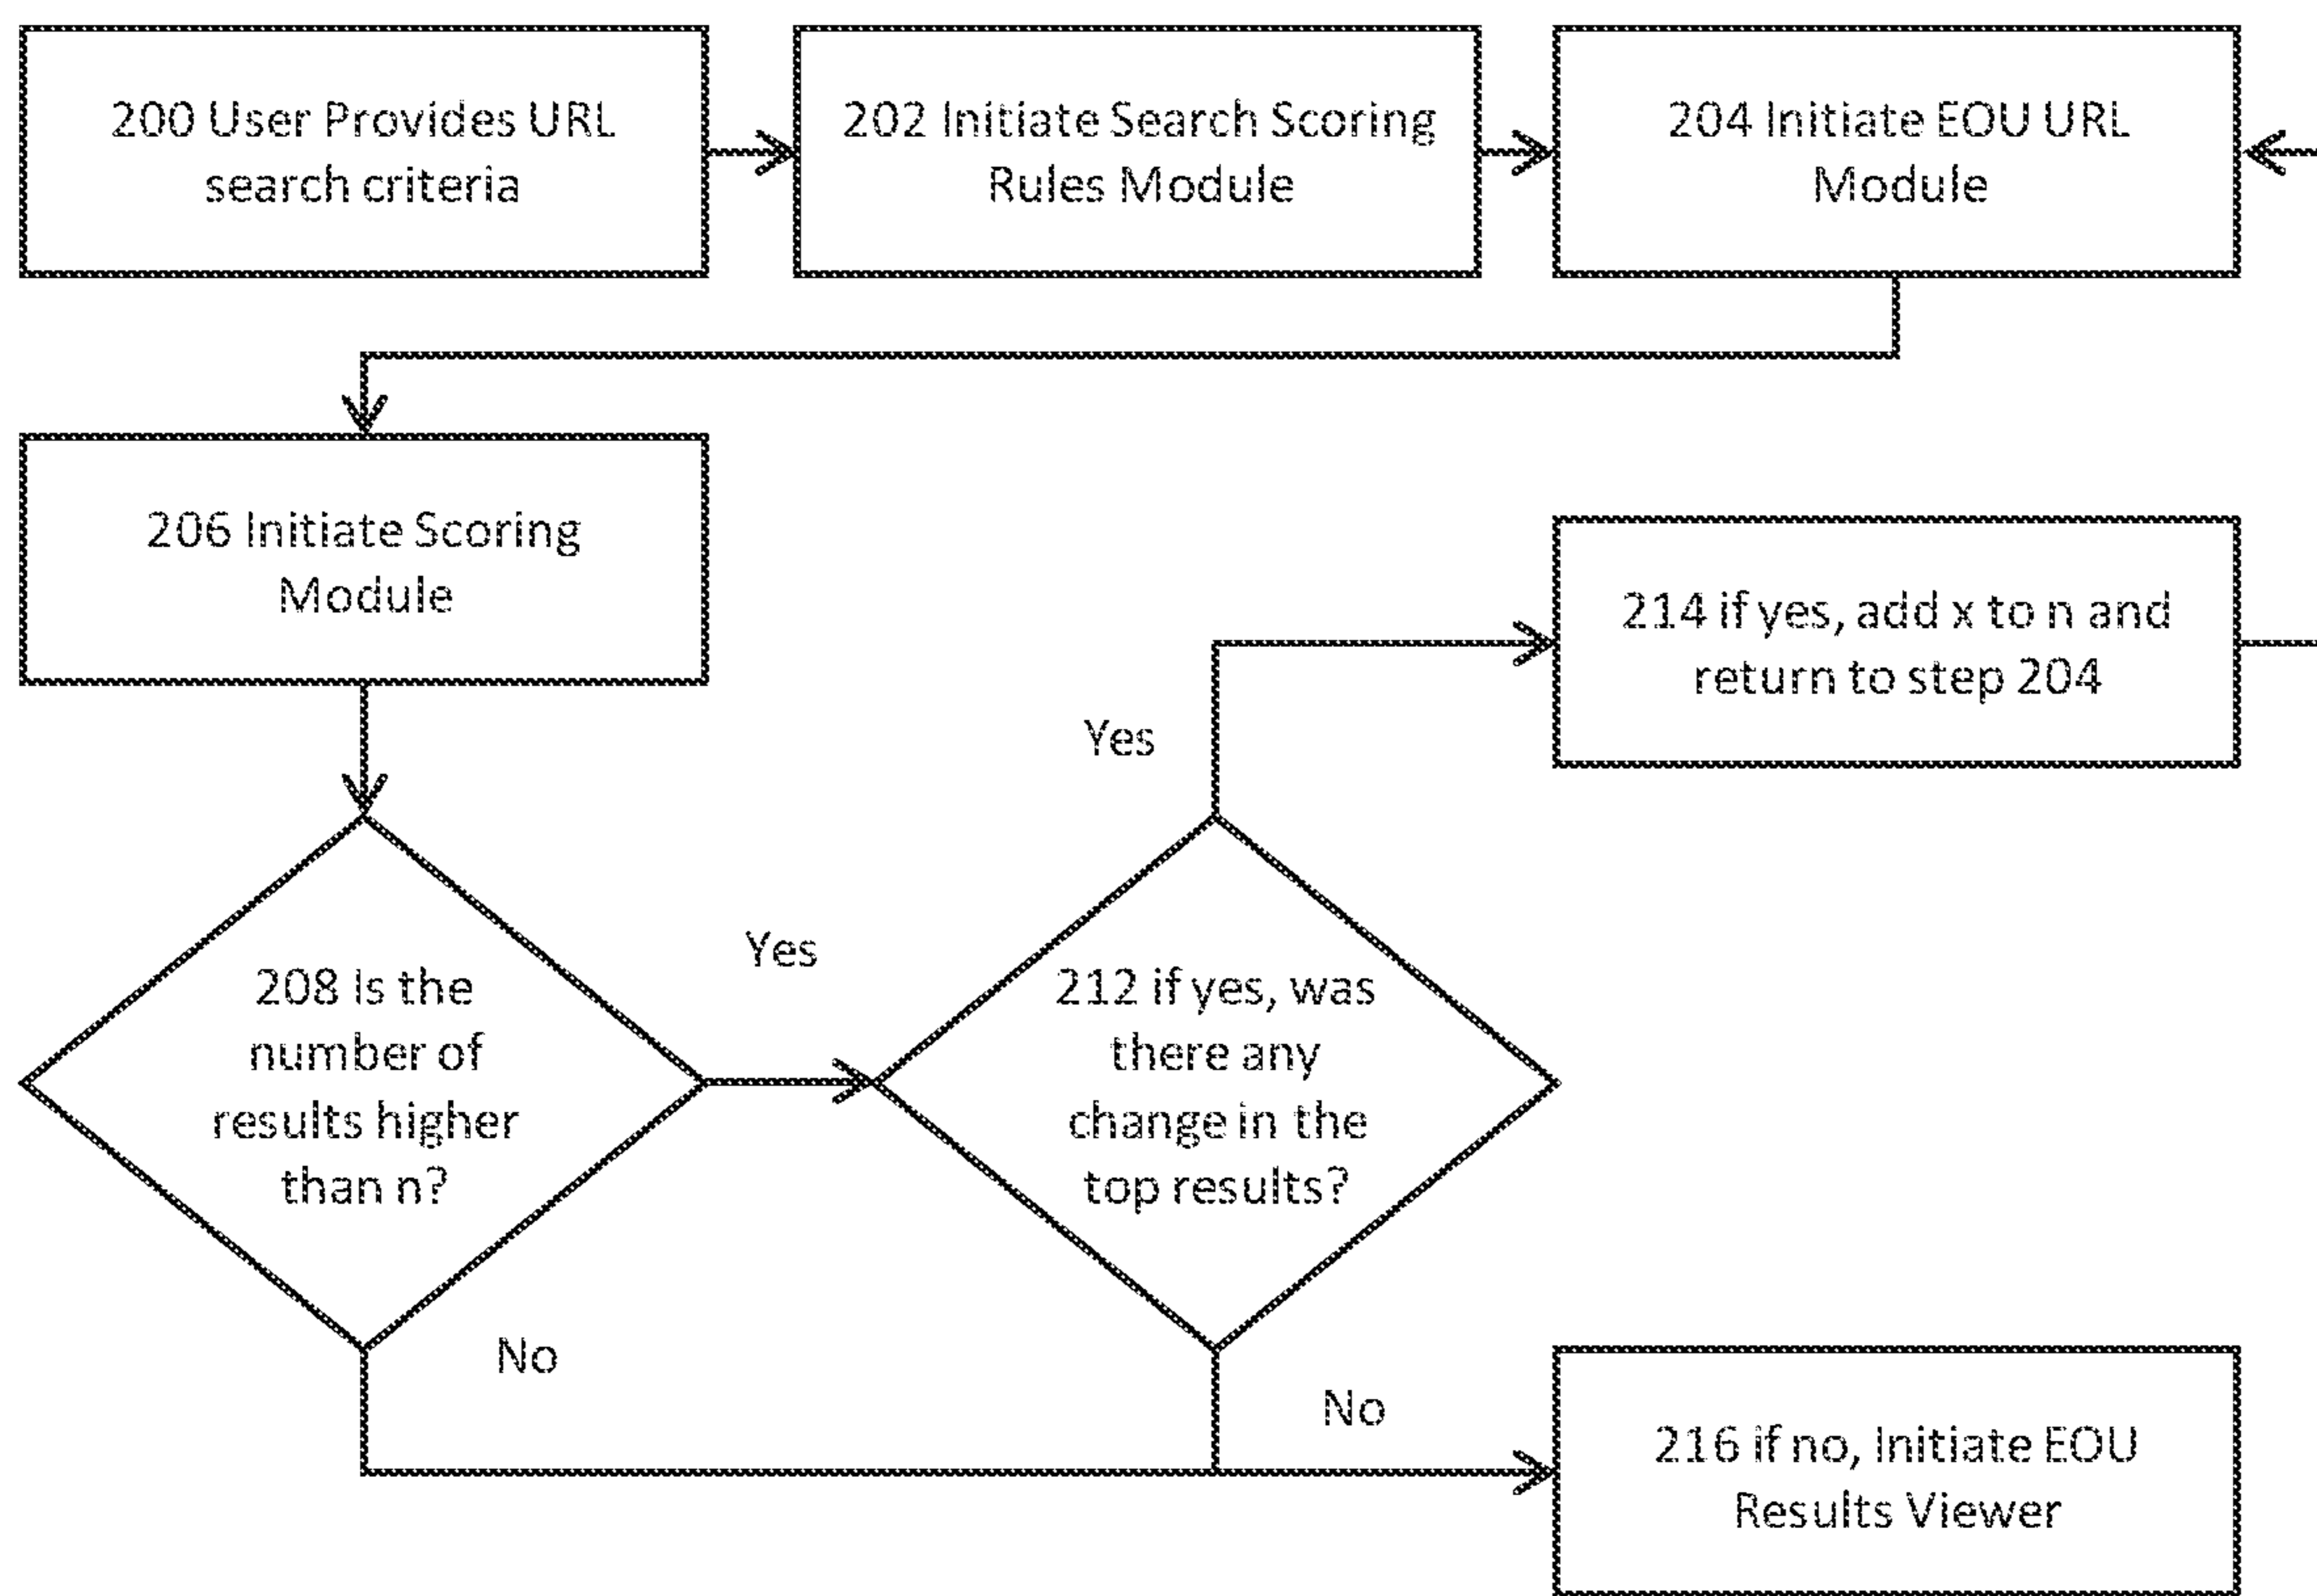 200 User Provides URL
search criteria
202 Initiate Search Scoring
Rules Module
204 Initiate EOU URL
Module
206 Initiate Scoring
Module
214 if yes, add x to n and
return to step 204
Yes
Yes
208 Is the
number of
results higher
than n?
212 if yes, was
there any
change in the
top results?
No
No
216 if no, Initiate EOU
Results Viewer